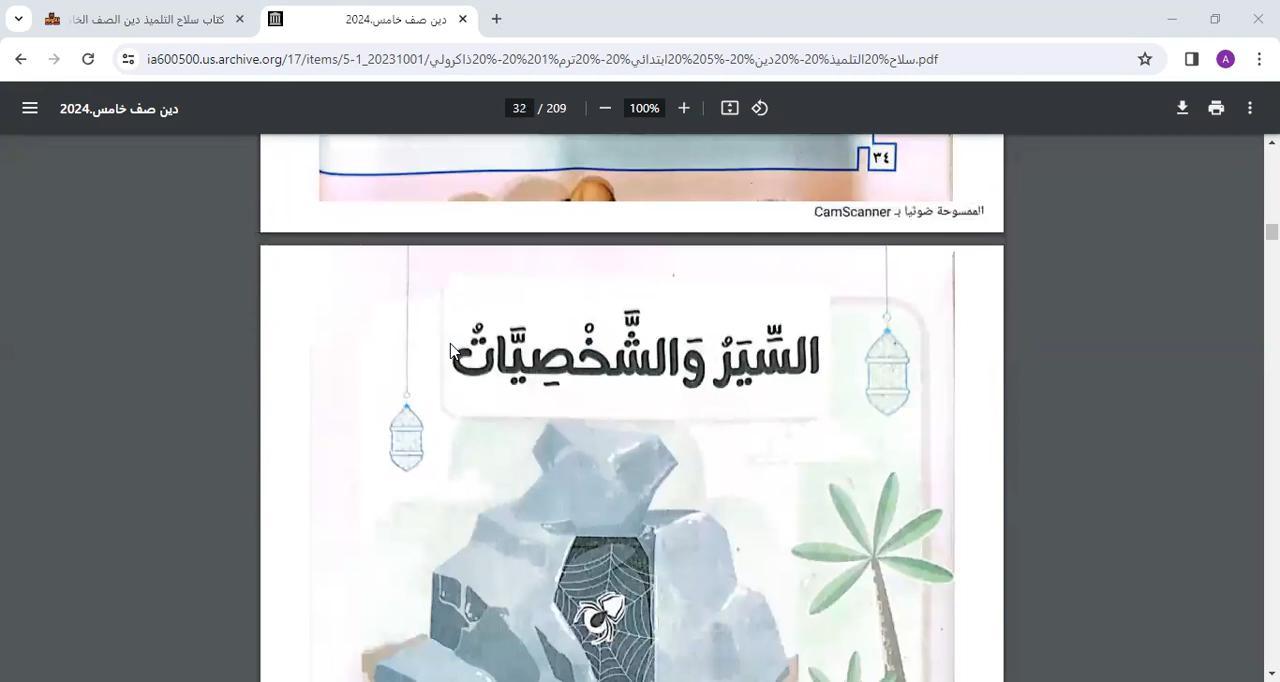 كتاب سلاح التلميذ دين الصف الخا
دين صف خامس.2024
ia600500.us.archive.org/17/items/5-1_20231001/سلاح%20التلميذ%20-%20دين%20-%205%20ابتدائي%20-%20ترم%201%20-%20ذاكرولي.pdf
A
دين صف خامس.2024
32 / 209
100%
٣٤
الممسوحة ضوئيا بـ CamScanner
السِّيَرُ وَالشَّخْصِيَّاتُ